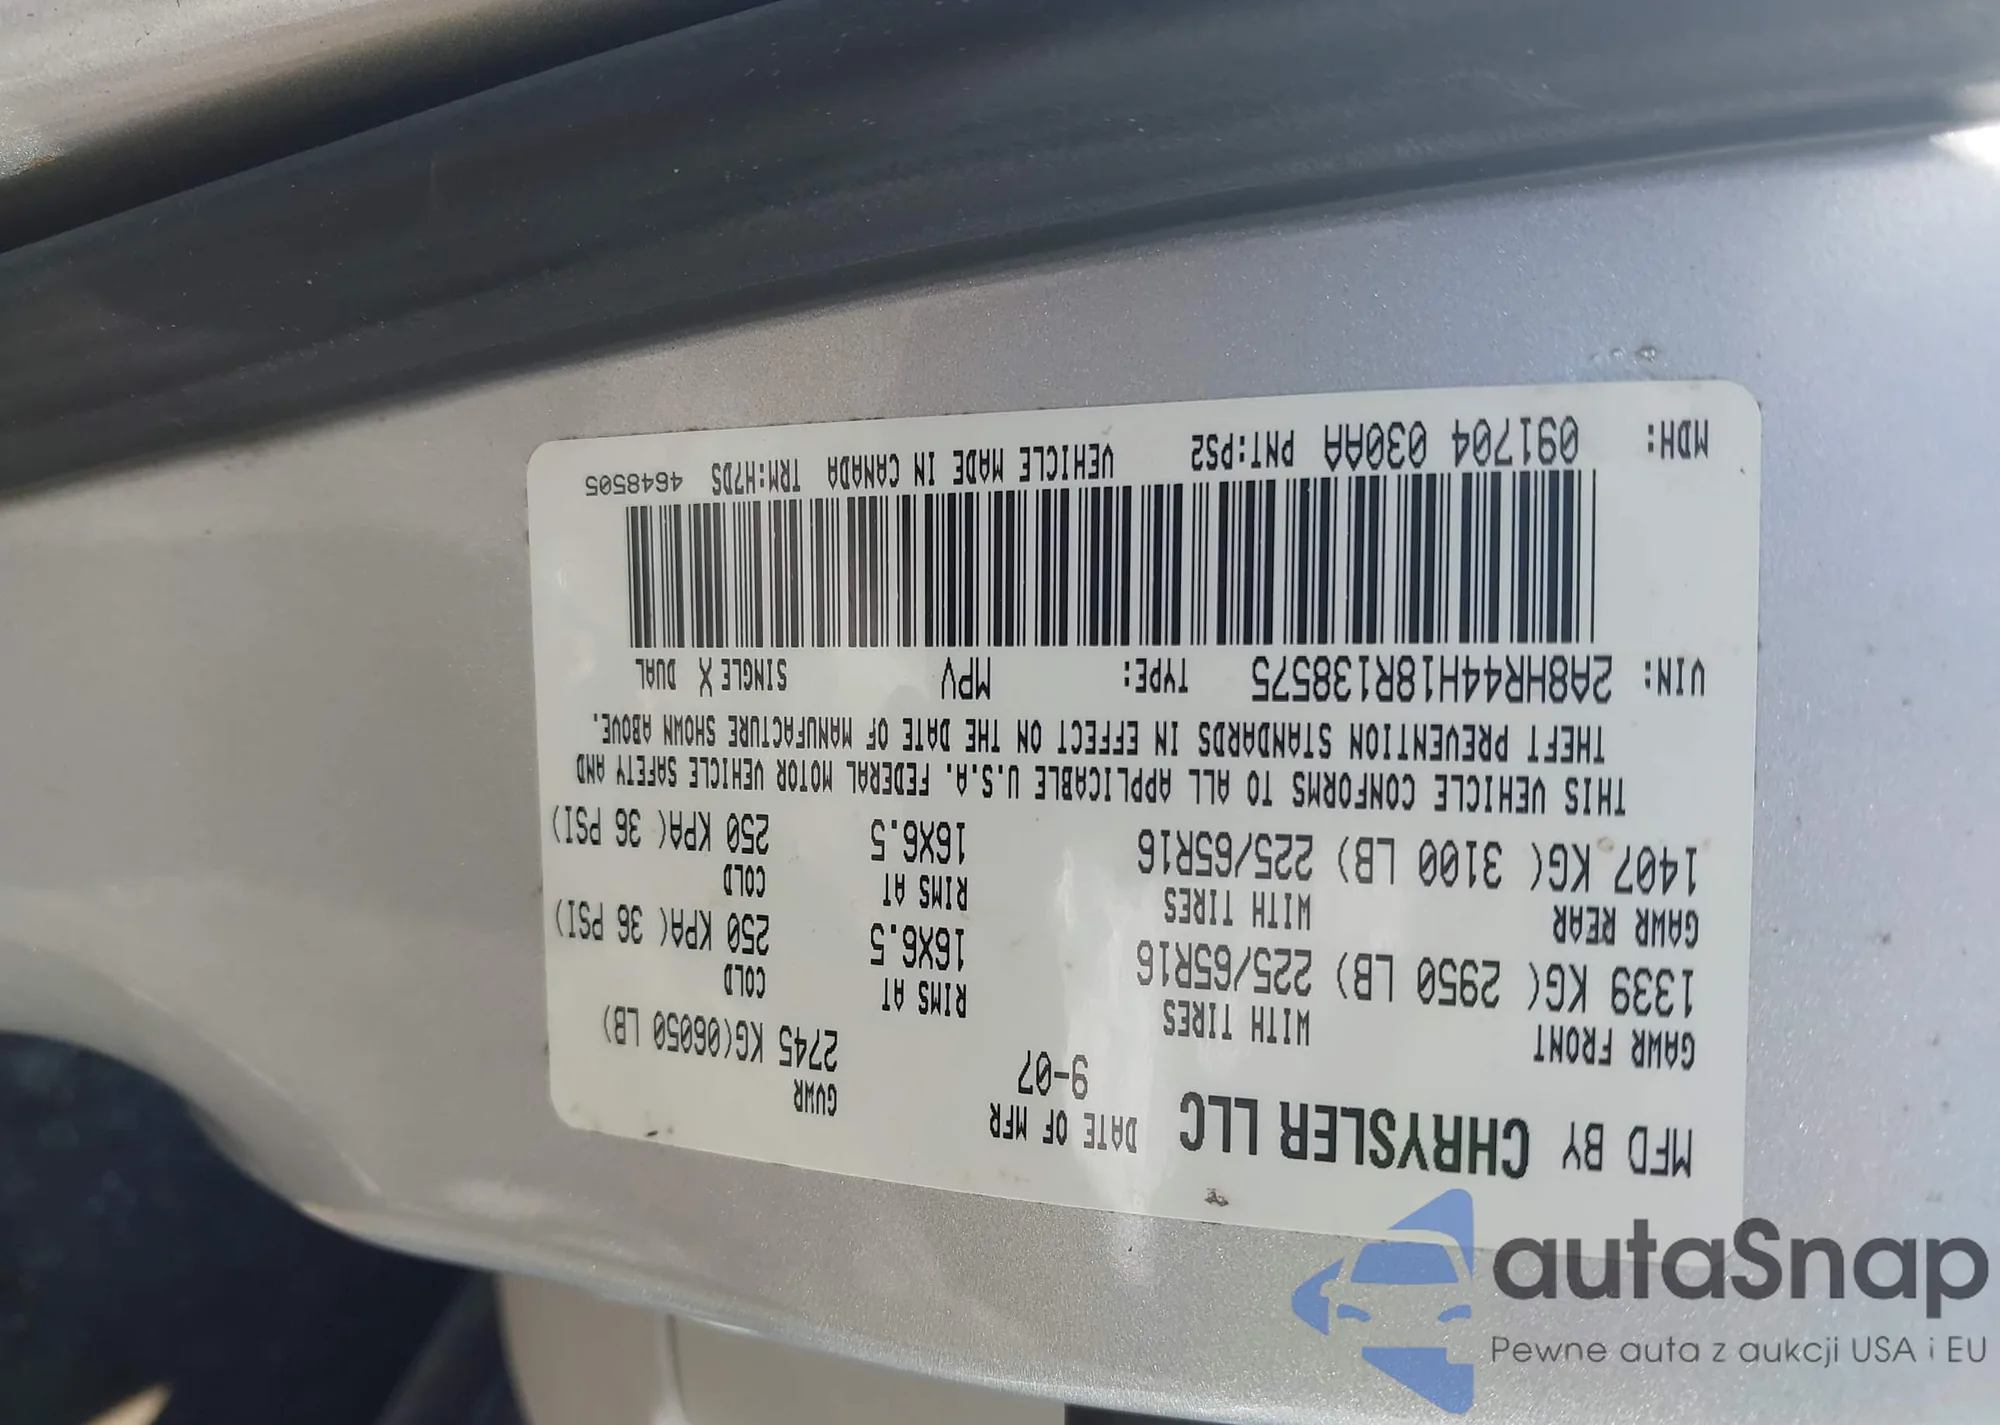 MFD BY CHRYSLER LLC DATE OF MFR GVWR
9-07 2745 KG(06050 LB)
GAWR FRONT WITH TIRES RIMS AT COLD
1339 KG( 2950 LB) 225/65R16 16X6.5 250 KPA( 36 PSI)
GAWR REAR WITH TIRES RIMS AT COLD
1407 KG( 3100 LB) 225/65R16 16X6.5 250 KPA( 36 PSI)
THIS VEHICLE CONFORMS TO ALL APPLICABLE U.S.A. FEDERAL MOTOR VEHICLE SAFETY AND
THEFT PREVENTION STANDARDS IN EFFECT ON THE DATE OF MANUFACTURE SHOWN ABOVE.
VIN: 2A8HR44H18R138575 TYPE: MPV SINGLE X DUAL
MDH: 091704 030AA PNT:PS2 VEHICLE MADE IN CANADA TRM:H7DS 4648505
autaSnap
Pewne auta z aukcji USA i EU